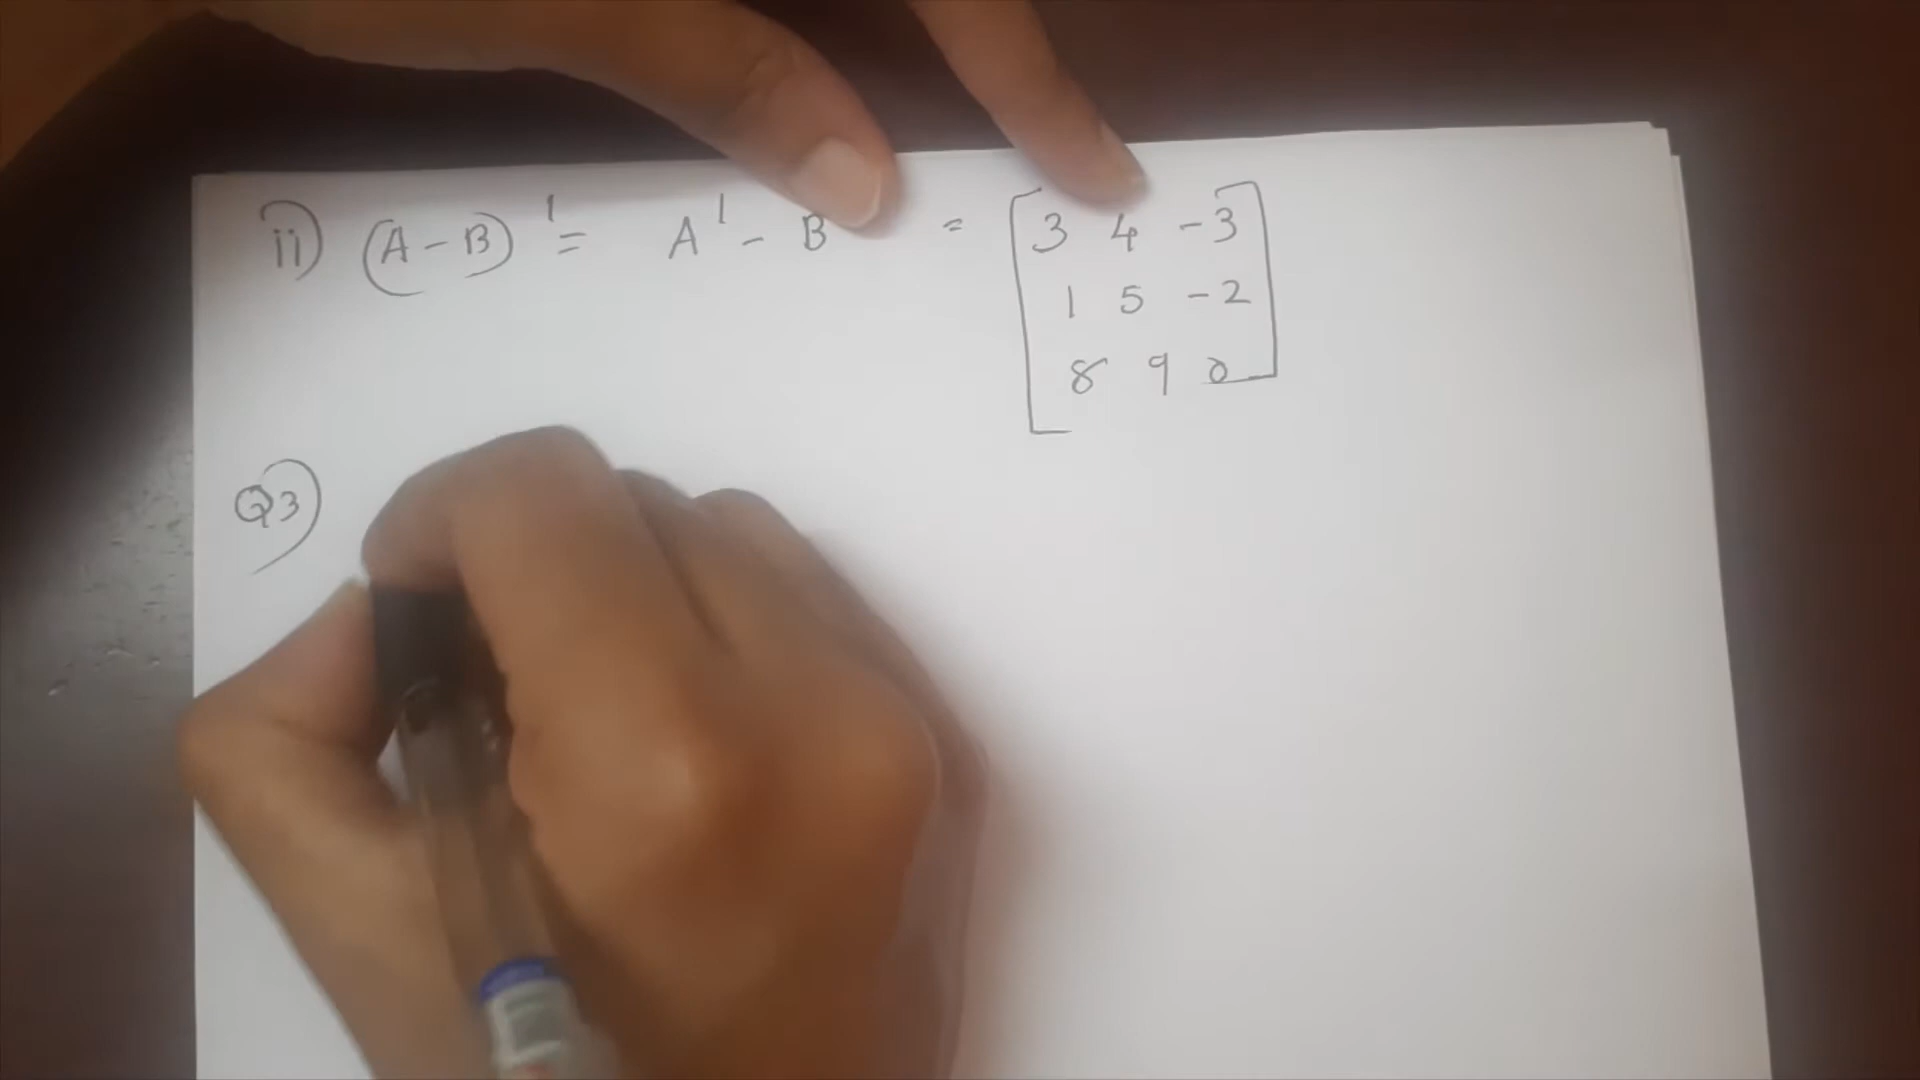 ii) (A - B)' = A' - B = [3 4 -3
1 5 -2
8 9 0]
Q3)